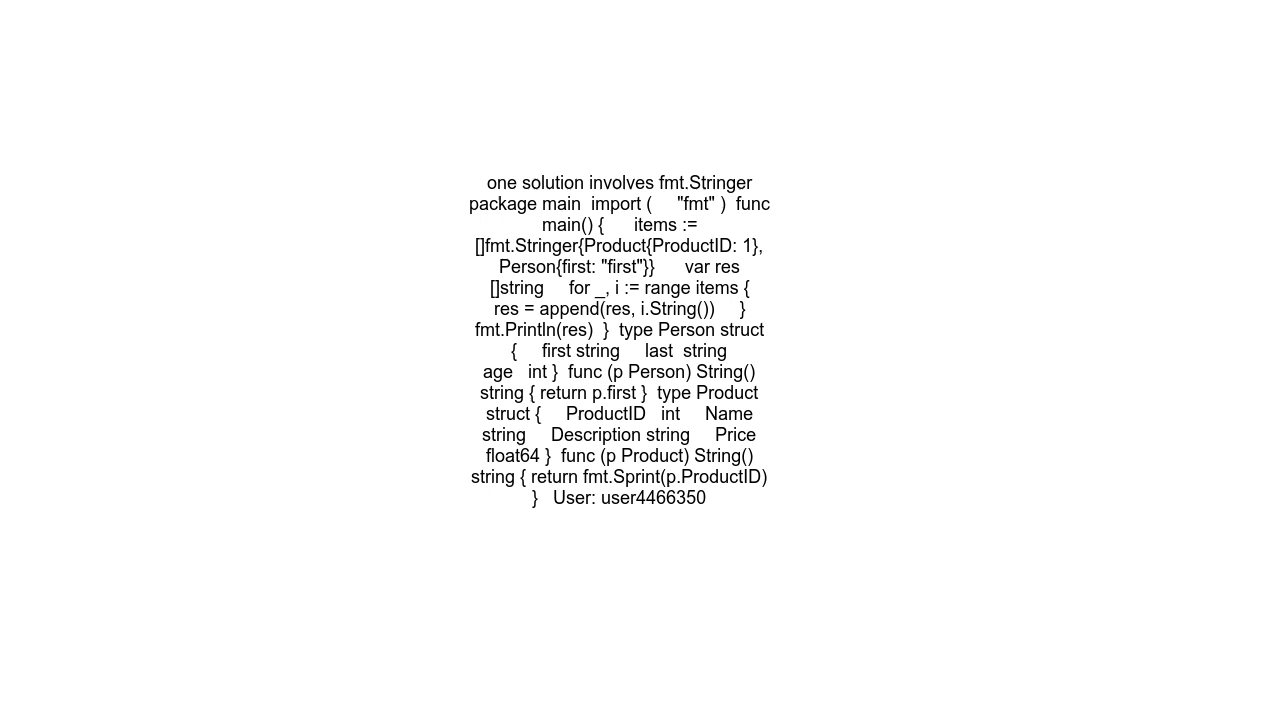 one solution involves fmt.Stringer
package main  import (     "fmt" )  func
main() {      items :=
[]fmt.Stringer{Product{ProductID: 1},
Person{first: "first"}}      var res
[]string     for _, i := range items {
res = append(res, i.String())     }
fmt.Println(res)  }  type Person struct
{     first string     last  string
age   int }  func (p Person) String()
string { return p.first }  type Product
struct {     ProductID   int     Name
string     Description string     Price
float64 }  func (p Product) String()
string { return fmt.Sprint(p.ProductID)
}   User: user4466350